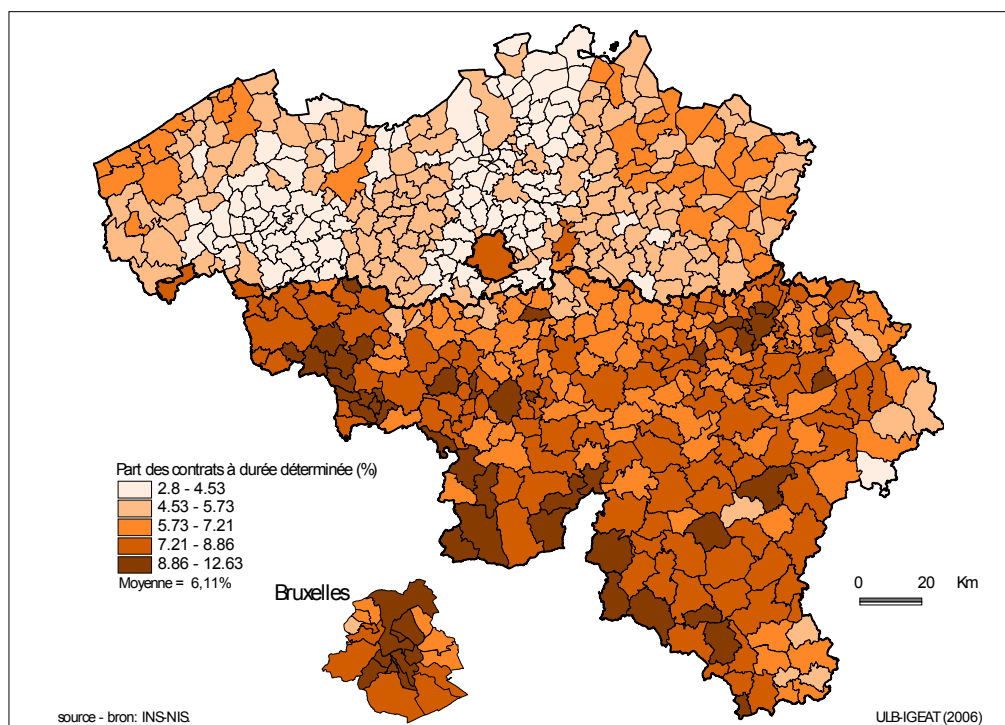 Part des contrats à durée déterminée (%)
2.8 - 4.53
4.53 - 5.73
5.73 - 7.21
7.21 - 8.86
8.86 - 12.63
Moyenne = 6,11%
Bruxelles
0 20 Km
source - bron: INS-NIS.
ULB-IGEAT (2006)